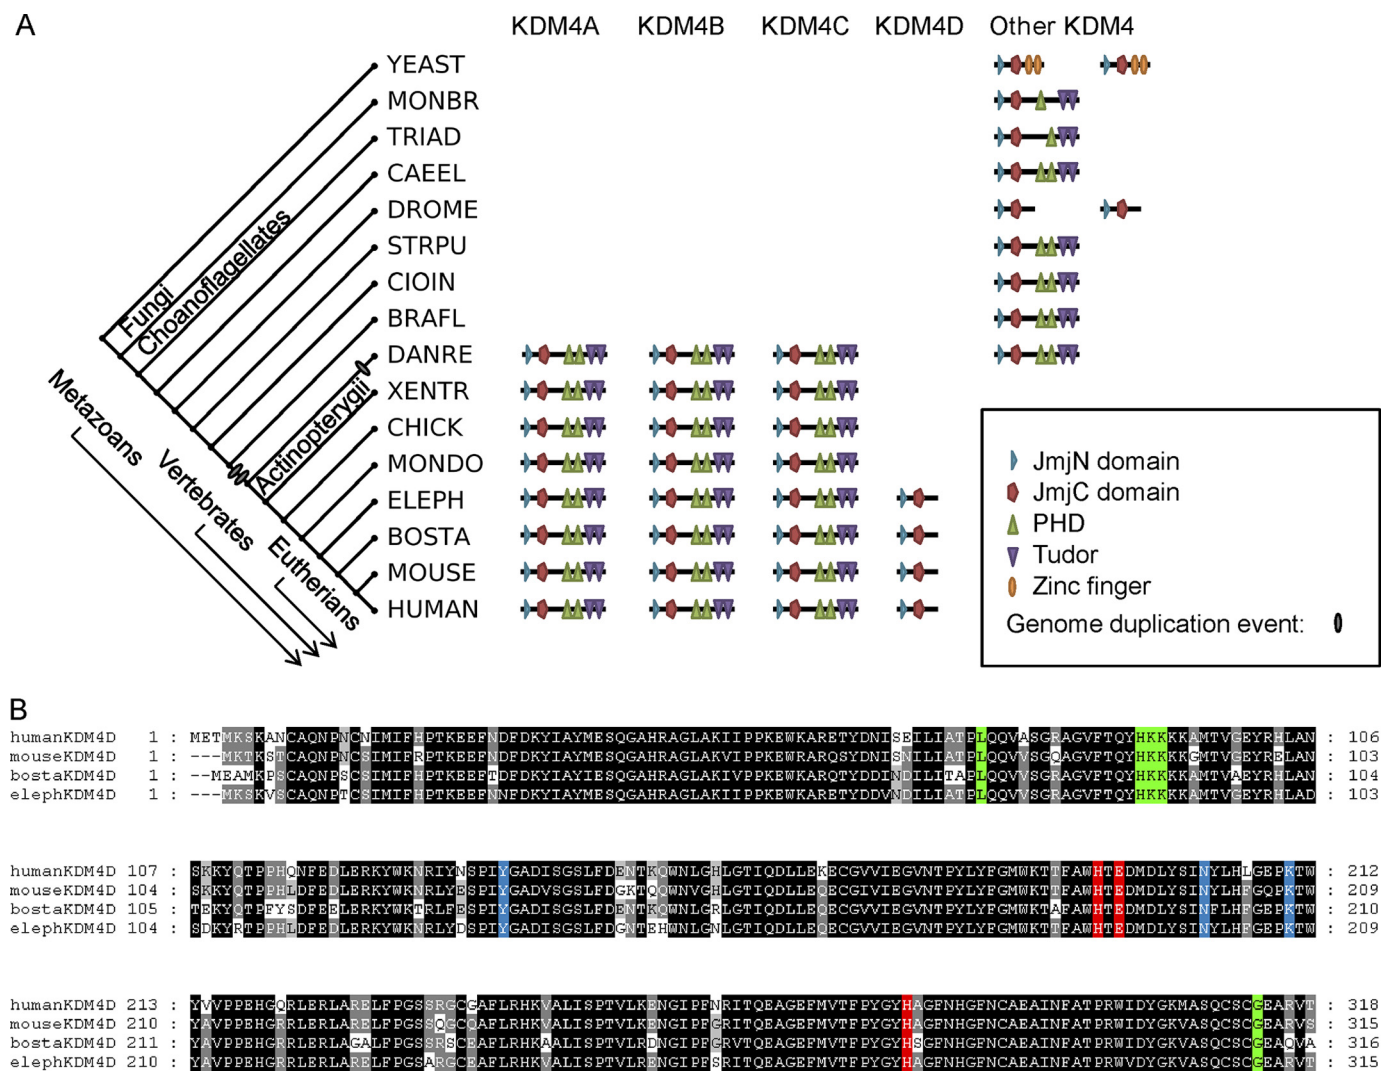 A
KDM4A KDM4B KDM4C KDM4D Other KDM4
YEAST
MONBR
TRIAD
CAEEL
DROME
STRPU
CIOIN
BRAFL
DANRE
XENTR
CHICK
MONDO
ELEPH
BOSTA
MOUSE
HUMAN
Fungi
Choanoflagellates
Actinopterygii
Metazoans
Vertebrates
Eutherians
JmjN domain
JmjC domain
PHD
Tudor
Zinc finger
Genome duplication event:
B
humanKDM4D 1 : METMKSKANCAQNPNCNIMIFHPTKEEFNDFDKYIAYMESQGAHRAGLAKIIPPKEWKARETYDNISEILIATPLQQVASGRAGVFTQYHKKKKAMTVGEYRHLAN : 106
mouseKDM4D 1 : ---MKTKSTCAQNPNCSIMIFRPTKEEFNDFDKYIAYMESQGAHRAGLAKIIPPKEWRARQSYDNISNILIATPLQQVVSGQAGVFTQYHKKKKGMTVGEYRELAN : 103
bostaKDM4D 1 : --MEAMKPSCAQNPSCSIMIFHPTKEEFTDFDKYIAYIESQGAHRAGLAKIVPPKEWKARQTYDDINDILITAPLQQVVSGRAGVFTQYHKKKKAMTVAEYRHLAN : 104
elephKDM4D 1 : ---MKSKVSCAQNPTCSIMIFHPTKEEFNNFDKYIAYMESQGAHRAGLAKIIPPKEWKARETYDDVNDILIATPLQQVVSGRAGVFTQYHKKKKAMTVGEYRHLAD : 103
humanKDM4D 107 : SKKYQTPPHQNFEDLERKYWKNRIYNSPIYGADISGSLFDENTKQWNLGHLGTIQDLLEKECGVVIEGVNTPYLYFGMWKTTFAWHTEDMDLYSINYLHLGEPKTW : 212
mouseKDM4D 104 : SKKYQTPPHLDFEDLERKYWKNRLYESPIYGADVSGSLFDGKTQQWNVGHLGTIQDLLEQECGIVIEGVNTPYLYFGMWKTTFAWHTEDMDLYSINYLHFGQPKTW : 209
bostaKDM4D 105 : TEKYQTPFYSDFEELERKYWKTRLFESPIYGADISGSLFDENTKQWNLGRLGTIQDLLEQECGVVIEGVNTPYLYFGMWKTAFAWHTEDMDLYSINFLHFGEPKTW : 210
elephKDM4D 104 : SDKYRTPPHLDFEDLERKYWKNRLYDSPIYGADISGSLFDGNTEHWNLGNLGTIQDLLEQECGVVIEGVNTPYLYFGMWKTTFAWHTEDMDLYSINYLHFGEPKTW : 209
humanKDM4D 213 : YVVPPEHGQRLERLARELFPGSSRGCGAFLRHKVALISPTVLKENGIPFNRITQEAGEFMVTFPYGYHAGFNHGFNCAEAINFATPRWIDYGKMASQCSCGEARVT : 318
mouseKDM4D 210 : YAVPPEHGRRLERLARELFPGSSQGCQAFLRHKVALISPTVLKENGIPFGRITQEAGEFMVTFPYGYHAGFNHGFNCAEAINFATPRWIDYGKVASQCSCGEARVS : 315
bostaKDM4D 211 : YAVPPEHGRRLERLAGALFPGSSRSCEAFLRHKAALISPTVLRDNGIPFGRVTQEAGEFMVTFPYGYHSGFNHGFNCAEAINFATPRWIDYGKVASQCSCGEAQVA : 316
elephKDM4D 210 : YAVPPEHGRRLERLARELFPGSARGCEAFLRHKVALISPTVLKENGIPFSRITQEAGEFMVTFPYGYHAGFNHGFNCAEAINFATPRWVDYGKVASQCSCGEARVT : 315